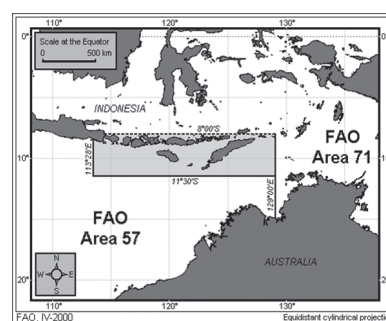 110° 120° 130°
0°
Scale at the Equator
0 500 km
INDONESIA
8°00'S
FAO
Area 71
113°28'E
10°
11°30'S
129°00'E
FAO
Area 57
AUSTRALIA
N
W E
S
20°
110° 120° 130°
FAO, IV-2000
Equidistant cylindrical projecti